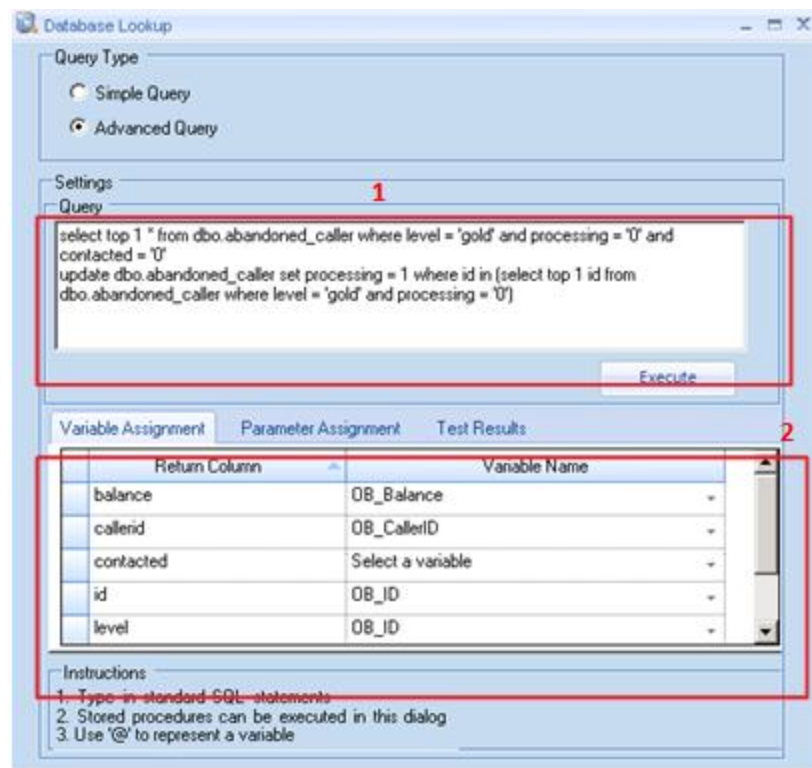 Database Lookup
Query Type
Simple Query
Advanced Query
Settings
1
Query
select top 1 * from dbo.abandoned_caller where level = 'gold' and processing = '0' and
contacted = '0'
update dbo.abandoned_caller set processing = 1 where id in (select top 1 id from
dbo.abandoned_caller where level = 'gold' and processing = '0')
Execute
Variable Assignment Parameter Assignment Test Results
2
Return Column Variable Name
balance OB_Balance
callerid OB_CallerID
contacted Select a variable
id OB_ID
level OB_ID
Instructions
1. Type in standard SQL statements
2. Stored procedures can be executed in this dialog
3. Use '@' to represent a variable